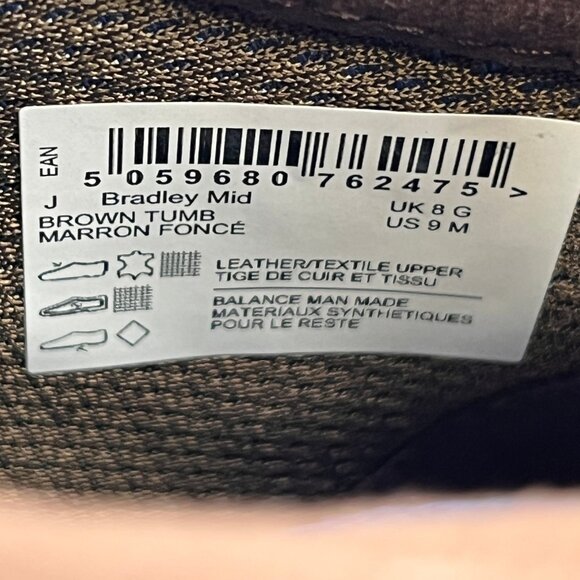 EAN
5 059680 762475 >
J Bradley Mid UK 8 G
BROWN TUMB US 9 M
MARRON FONCÉ
LEATHER/TEXTILE UPPER
TIGE DE CUIR ET TISSU
BALANCE MAN MADE
MATERIAUX SYNTHETIQUES
POUR LE RESTE